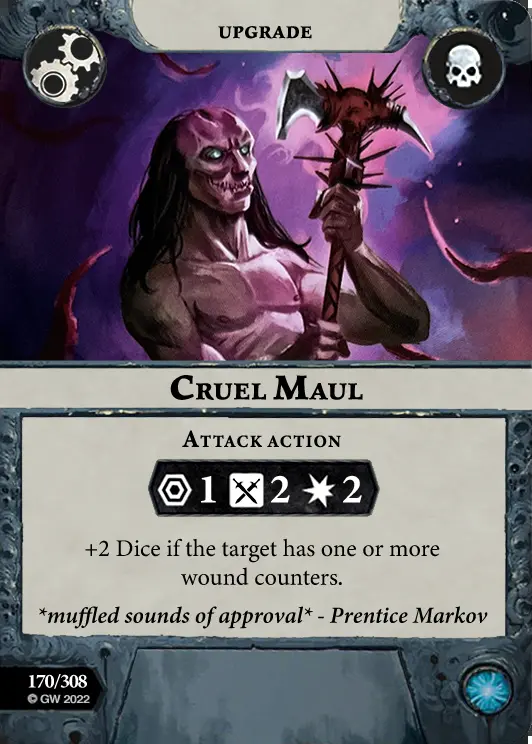 UPGRADE
CRUEL MAUL
ATTACK ACTION
1 2 2
+2 Dice if the target has one or more
wound counters.
*muffled sounds of approval* - Prentice Markov
170/308
© GW 2022